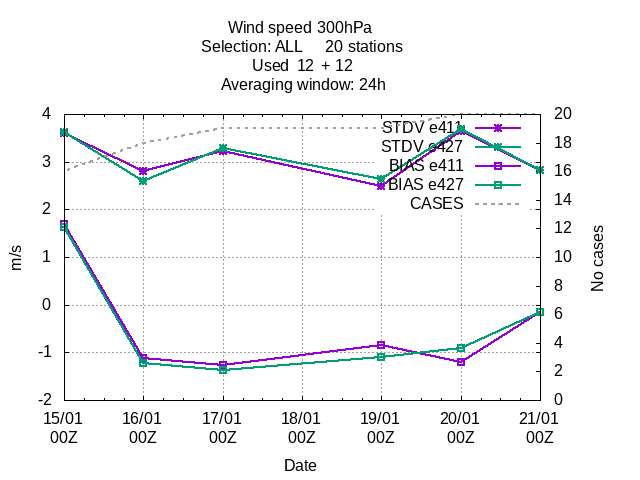 Wind speed 300hPa
Selection: ALL 20 stations
Used 12 + 12
Averaging window: 24h
4
3
2
1
0
-1
-2
m/s
20
18
16
14
12
10
8
6
4
2
0
No cases
STDV e411
STDV e427
BIAS e411
BIAS e427
CASES
15/01 16/01 17/01 18/01 19/01 20/01 21/01
00Z 00Z 00Z 00Z 00Z 00Z 00Z
Date